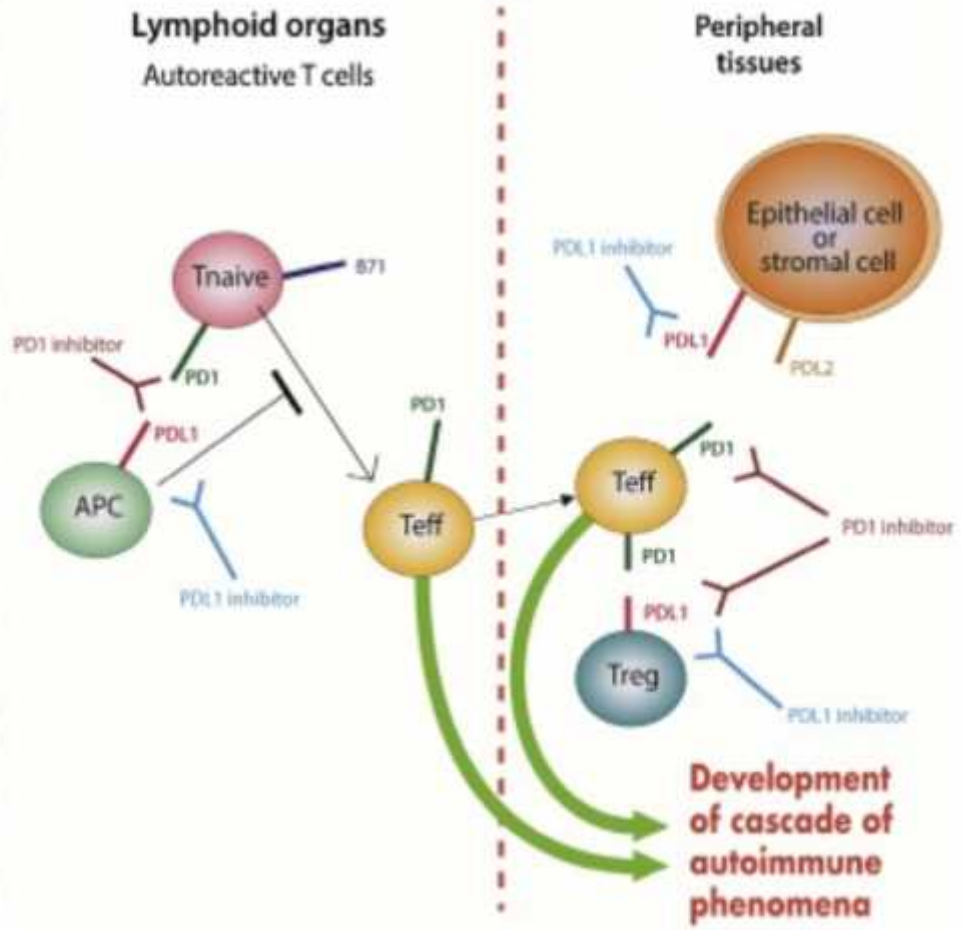 Lymphoid organs
Autoreactive T cells
Peripheral
tissues
Epithelial cell
or
stromal cell
PDL1 inhibitor
Tnaive
B71
PD1 inhibitor
PD1
PDL1
PDL2
PD1
PDL1
APC
Teff
PD1
Teff
PD1 inhibitor
PD1
PDL1
PDL1 inhibitor
Treg
PDL1 inhibitor
Development
of cascade of
autoimmune
phenomena